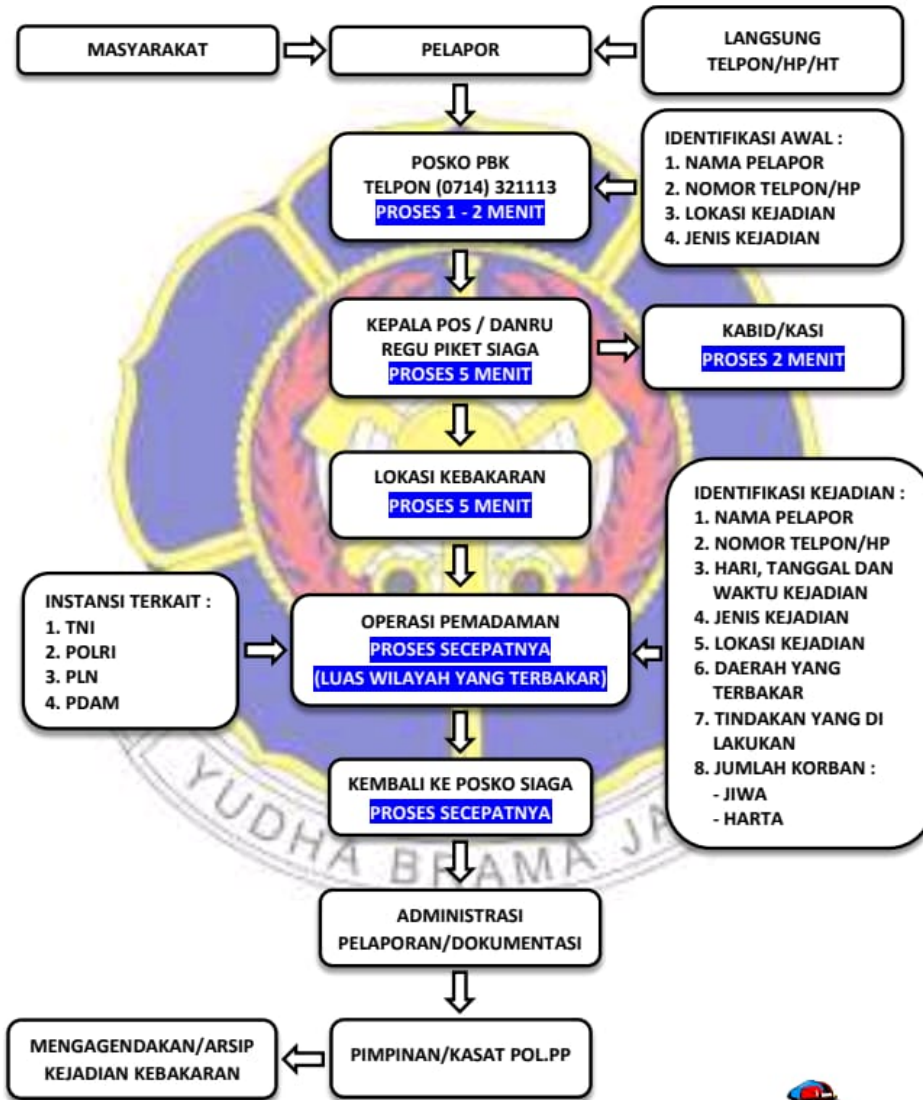 MASYARAKAT
PELAPOR
LANGSUNG
TELPON/HP/HT
POSKO PBK
TELPON (0714) 321113
PROSES 1 - 2 MENIT
IDENTIFIKASI AWAL :
1. NAMA PELAPOR
2. NOMOR TELPON/HP
3. LOKASI KEJADIAN
4. JENIS KEJADIAN
KEPALA POS / DANRU
REGU PIKET SIAGA
PROSES 5 MENIT
KABID/KASI
PROSES 2 MENIT
LOKASI KEBAKARAN
PROSES 5 MENIT
INSTANSI TERKAIT :
1. TNI
2. POLRI
3. PLN
4. PDAM
OPERASI PEMADAMAN
PROSES SECEPATNYA
(LUAS WILAYAH YANG TERBAKAR)
IDENTIFIKASI KEJADIAN :
1. NAMA PELAPOR
2. NOMOR TELPON/HP
3. HARI, TANGGAL DAN
WAKTU KEJADIAN
4. JENIS KEJADIAN
5. LOKASI KEJADIAN
6. DAERAH YANG
TERBAKAR
7. TINDAKAN YANG DI
LAKUKAN
8. JUMLAH KORBAN :
- JIWA
- HARTA
KEMBALI KE POSKO SIAGA
PROSES SECEPATNYA
YUDHA BRAMA JA
ADMINISTRASI
PELAPORAN/DOKUMENTASI
PIMPINAN/KASAT POL.PP
MENGAGENDAKAN/ARSIP
KEJADIAN KEBAKARAN